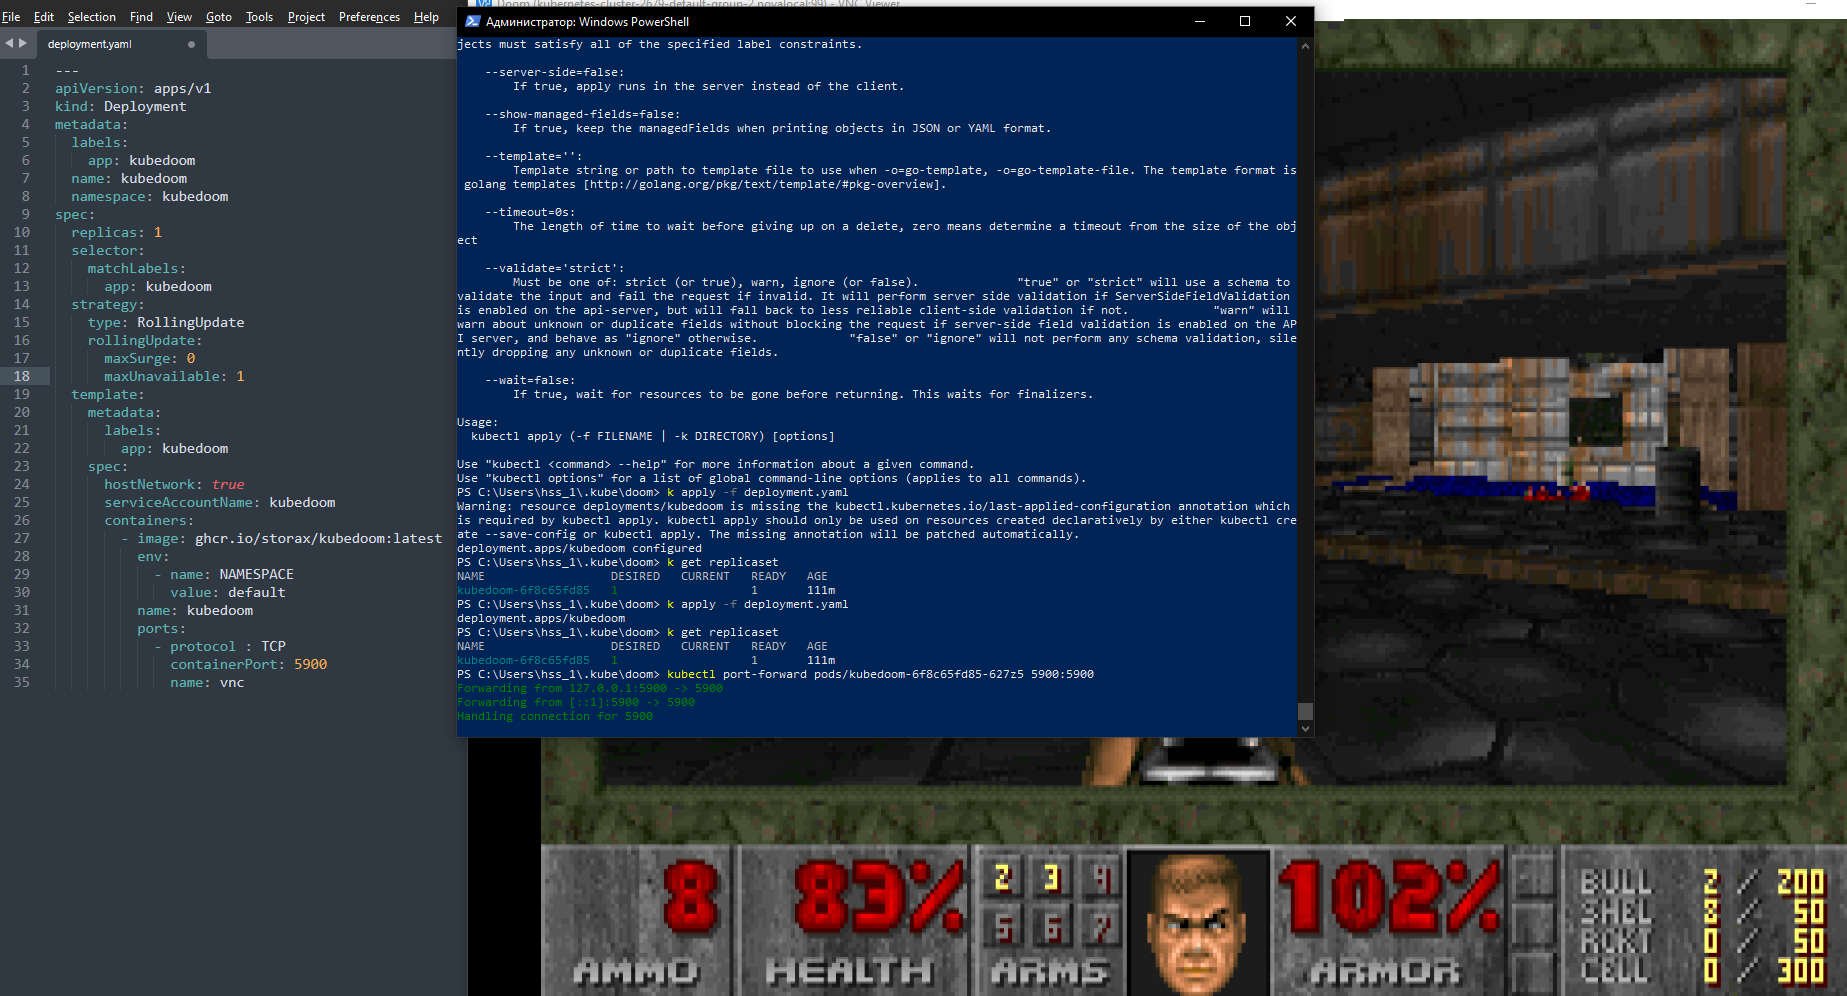 File Edit Selection Find View Goto Tools Project Preferences Help
deployment.yaml
1 ---
2 apiVersion: apps/v1
3 kind: Deployment
4 metadata:
5 labels:
6 app: kubedoom
7 name: kubedoom
8 namespace: kubedoom
9 spec:
10 replicas: 1
11 selector:
12 matchLabels:
13 app: kubedoom
14 strategy:
15 type: RollingUpdate
16 rollingUpdate:
17 maxSurge: 0
18 maxUnavailable: 1
19 template:
20 metadata:
21 labels:
22 app: kubedoom
23 spec:
24 hostNetwork: true
25 serviceAccountName: kubedoom
26 containers:
27 - image: ghcr.io/storax/kubedoom:latest
28 env:
29 - name: NAMESPACE
30 value: default
31 name: kubedoom
32 ports:
33 - protocol : TCP
34 containerPort: 5900
35 name: vnc
Doom (kubernetes-cluster-2679-default-group-2.novalocal:99) - VNC Viewer
Администратор: Windows PowerShell
jects must satisfy all of the specified label constraints.
--server-side=false:
If true, apply runs in the server instead of the client.
--show-managed-fields=false:
If true, keep the managedFields when printing objects in JSON or YAML format.
--template='':
Template string or path to template file to use when -o=go-template, -o=go-template-file. The template format is
golang templates [http://golang.org/pkg/text/template/#pkg-overview].
--timeout=0s:
The length of time to wait before giving up on a delete, zero means determine a timeout from the size of the obj
ect
--validate='strict':
Must be one of: strict (or true), warn, ignore (or false). "true" or "strict" will use a schema to
validate the input and fail the request if invalid. It will perform server side validation if ServerSideFieldValidation
is enabled on the api-server, but will fall back to less reliable client-side validation if not. "warn" will
warn about unknown or duplicate fields without blocking the request if server-side field validation is enabled on the AP
I server, and behave as "ignore" otherwise. "false" or "ignore" will not perform any schema validation, sile
ntly dropping any unknown or duplicate fields.
--wait=false:
If true, wait for resources to be gone before returning. This waits for finalizers.
Usage:
kubectl apply (-f FILENAME | -k DIRECTORY) [options]
Use "kubectl <command> --help" for more information about a given command.
Use "kubectl options" for a list of global command-line options (applies to all commands).
PS C:\Users\hss_1\.kube\doom> k apply -f deployment.yaml
Warning: resource deployments/kubedoom is missing the kubectl.kubernetes.io/last-applied-configuration annotation which
is required by kubectl apply. kubectl apply should only be used on resources created declaratively by either kubectl cre
ate --save-config or kubectl apply. The missing annotation will be patched automatically.
deployment.apps/kubedoom configured
PS C:\Users\hss_1\.kube\doom> k get replicaset
NAME DESIRED CURRENT READY AGE
kubedoom-6f8c65fd85 1 1 111m
PS C:\Users\hss_1\.kube\doom> k apply -f deployment.yaml
deployment.apps/kubedoom
PS C:\Users\hss_1\.kube\doom> k get replicaset
NAME DESIRED CURRENT READY AGE
kubedoom-6f8c65fd85 1 1 111m
PS C:\Users\hss_1\.kube\doom> kubectl port-forward pods/kubedoom-6f8c65fd85-627z5 5900:5900
Forwarding from 127.0.0.1:5900 -> 5900
Forwarding from [::1]:5900 -> 5900
Handling connection for 5900
8 83% 2 3 4 102%
5 6 7
AMMO HEALTH ARMS ARMOR
BULL 2 / 200
SHEL 8 / 50
RCKT 0 / 50
CELL 0 / 300